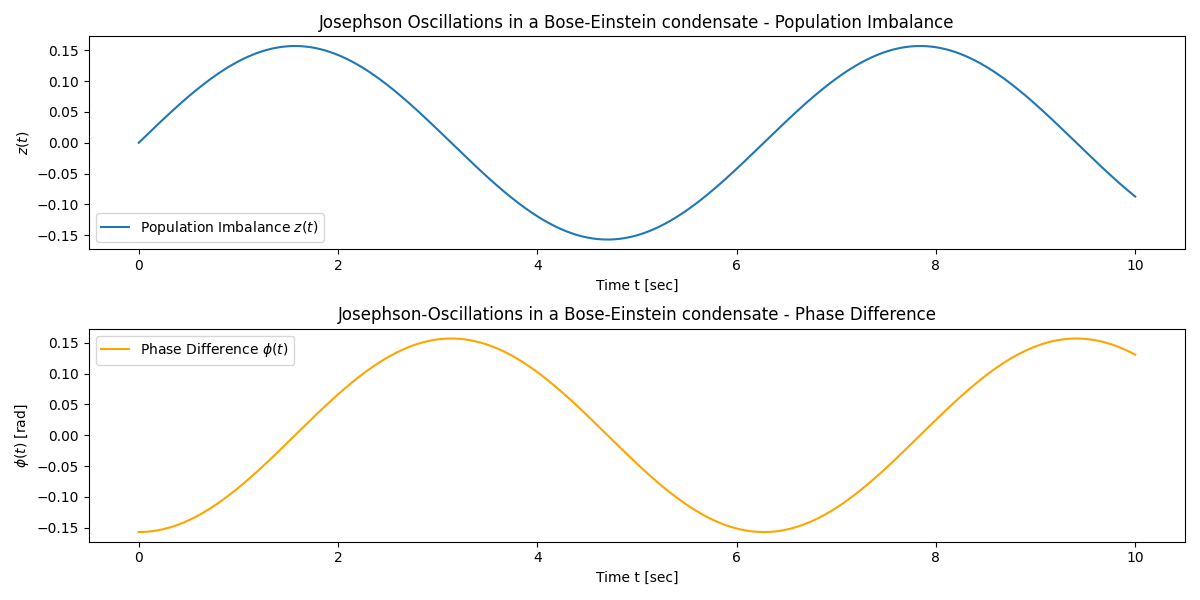 Josephson Oscillations in a Bose-Einstein condensate - Population Imbalance
0.15
0.10
0.05
0.00
−0.05
−0.10
−0.15
z(t)
Population Imbalance z(t)
0 2 4 6 8 10
Time t [sec]
Josephson-Oscillations in a Bose-Einstein condensate - Phase Difference
0.15
0.10
0.05
0.00
−0.05
−0.10
−0.15
ϕ(t) [rad]
Phase Difference ϕ(t)
0 2 4 6 8 10
Time t [sec]